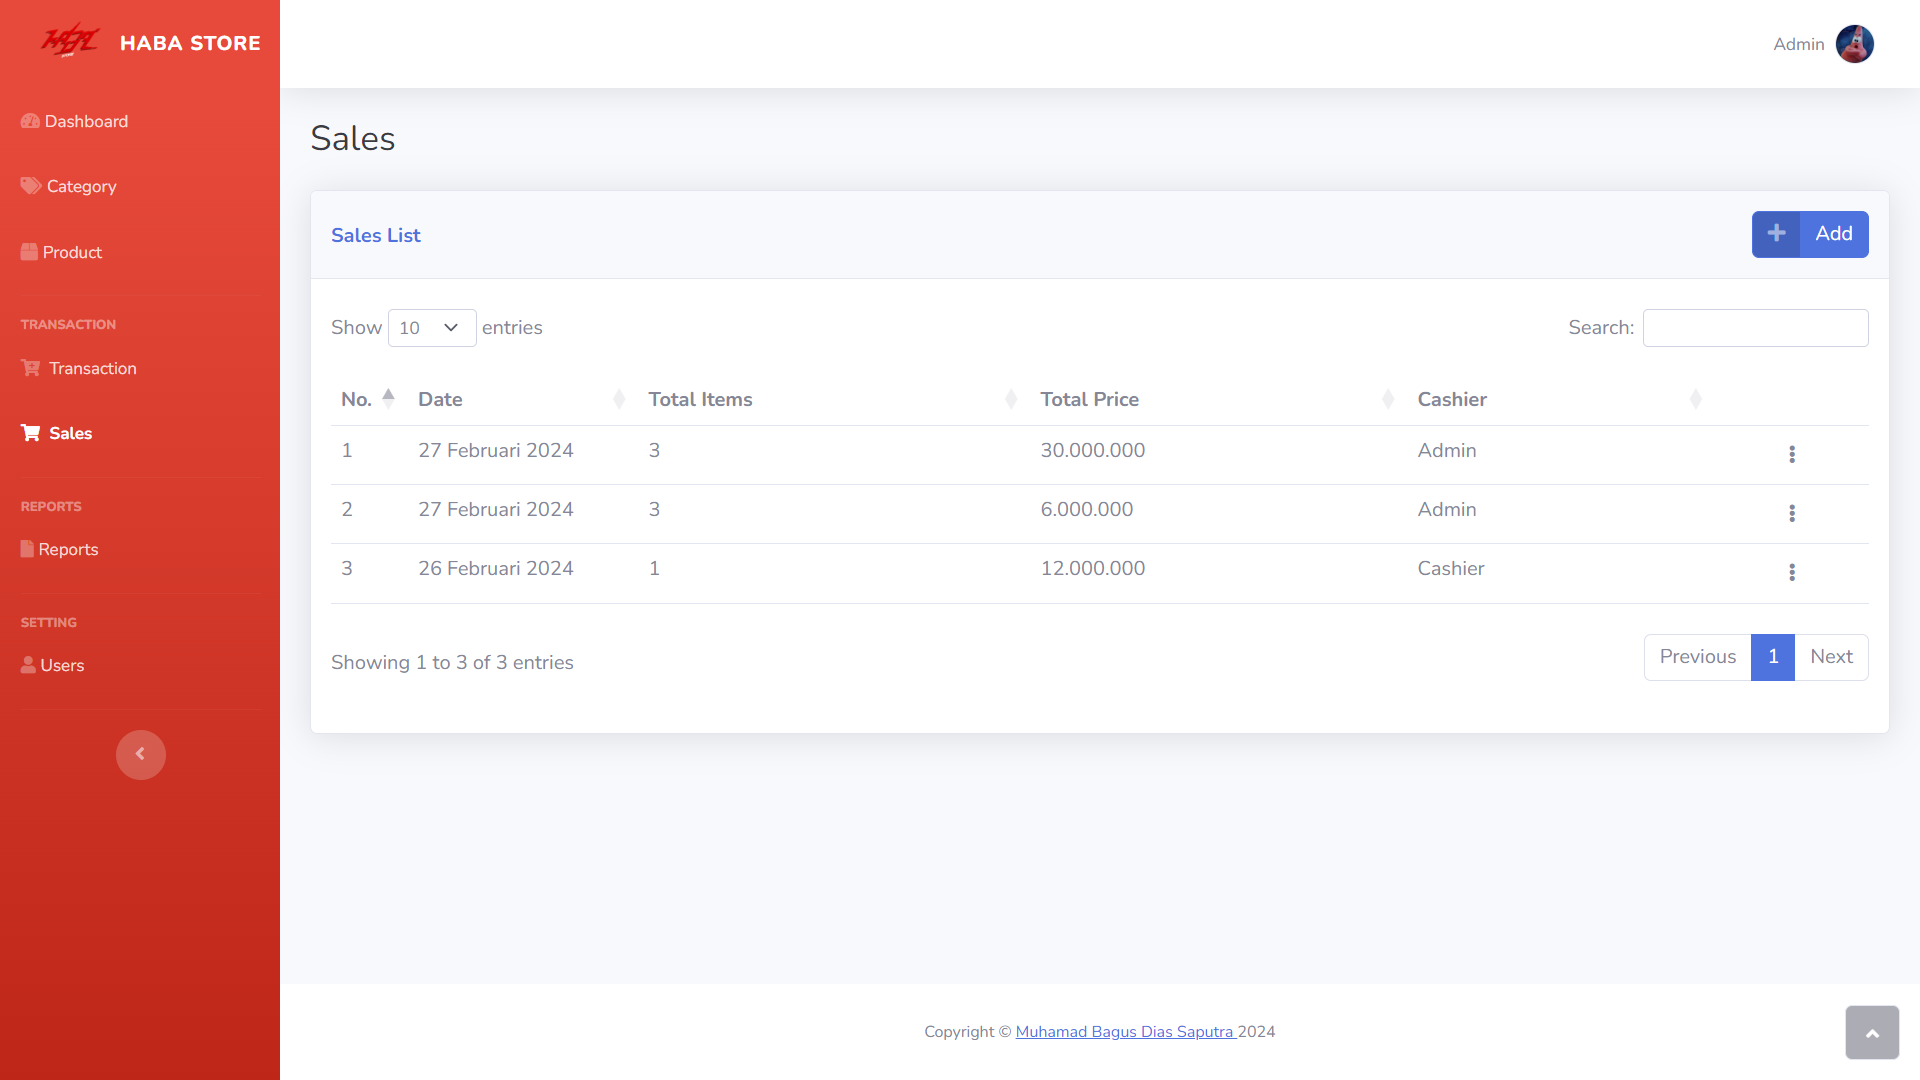 HABA STORE
Admin
Dashboard
Category
Product
TRANSACTION
Transaction
Sales
REPORTS
Reports
SETTING
Users
Sales
Sales List
Add
Show 10 entries
Search:
No. Date Total Items Total Price Cashier
1 27 Februari 2024 3 30.000.000 Admin
2 27 Februari 2024 3 6.000.000 Admin
3 26 Februari 2024 1 12.000.000 Cashier
Showing 1 to 3 of 3 entries
Previous 1 Next
Copyright © Muhamad Bagus Dias Saputra 2024